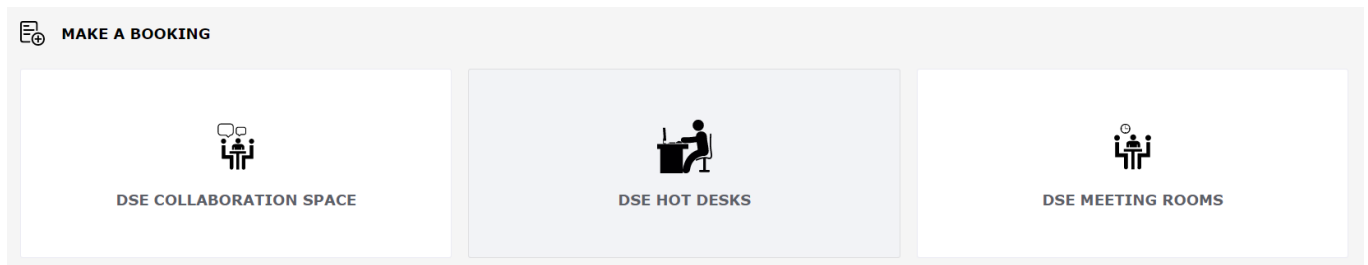 MAKE A BOOKING
DSE COLLABORATION SPACE
DSE HOT DESKS
DSE MEETING ROOMS